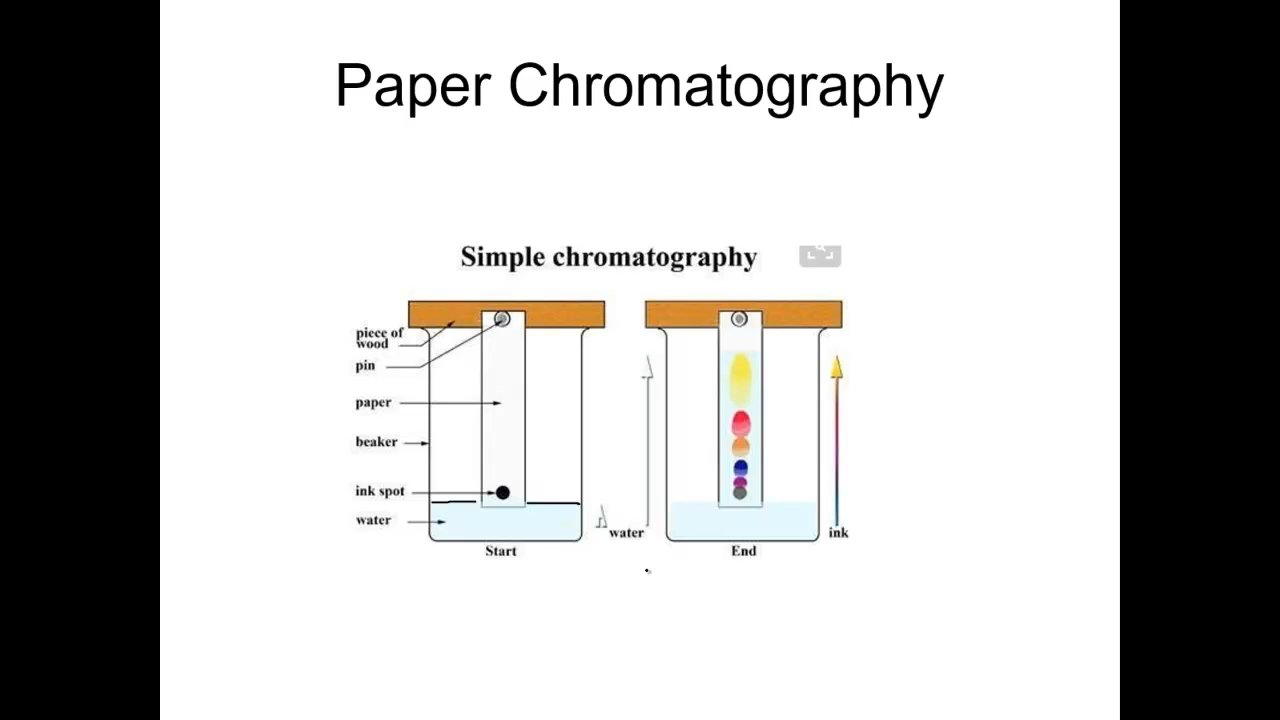 Paper Chromatography
Simple chromatography
piece of
wood
pin
paper
beaker
ink spot
water
water
ink
Start
End